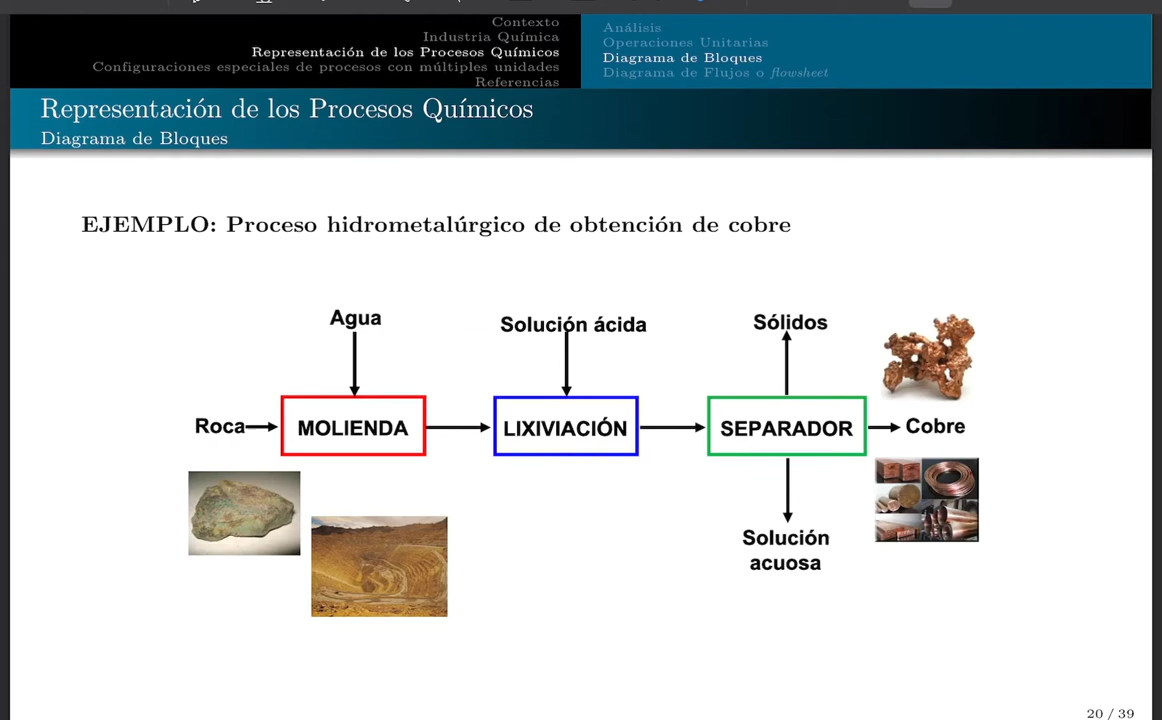 Contexto
Industria Química
Representación de los Procesos Químicos
Configuraciones especiales de procesos con múltiples unidades
Referencias
Análisis
Operaciones Unitarias
Diagrama de Bloques
Diagrama de Flujos o flowsheet
Representación de los Procesos Químicos
Diagrama de Bloques
EJEMPLO: Proceso hidrometalúrgico de obtención de cobre
Agua
Solución ácida
Sólidos
Roca
MOLIENDA
LIXIVIACIÓN
SEPARADOR
Cobre
Solución
acuosa
20 / 39